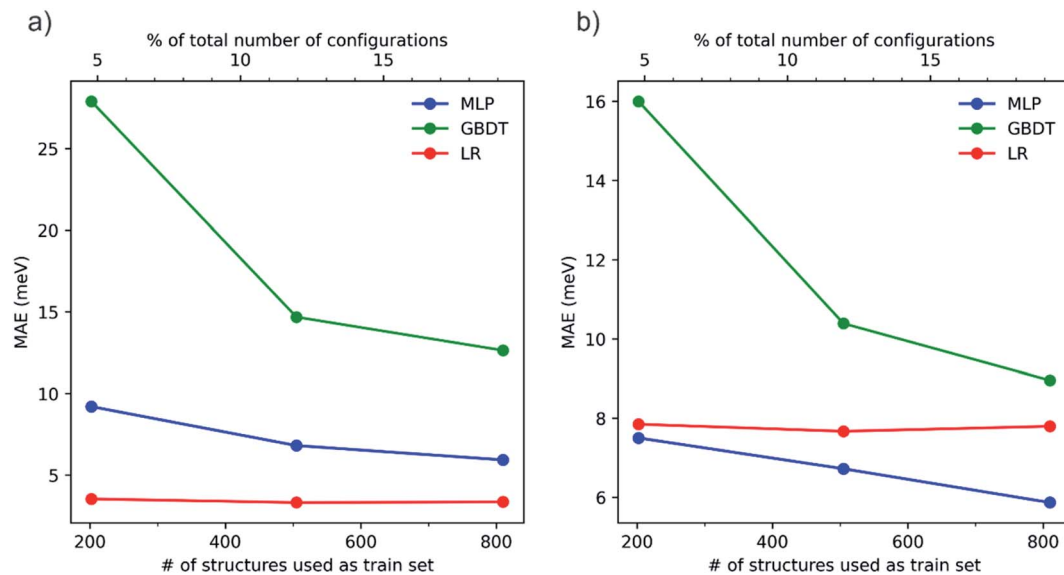 a)
% of total number of configurations
5 10 15
MLP
GBDT
LR
25
20
15
10
5
MAE (meV)
200 400 600 800
# of structures used as train set
b)
% of total number of configurations
5 10 15
MLP
GBDT
LR
16
14
12
10
8
6
MAE (meV)
200 400 600 800
# of structures used as train set